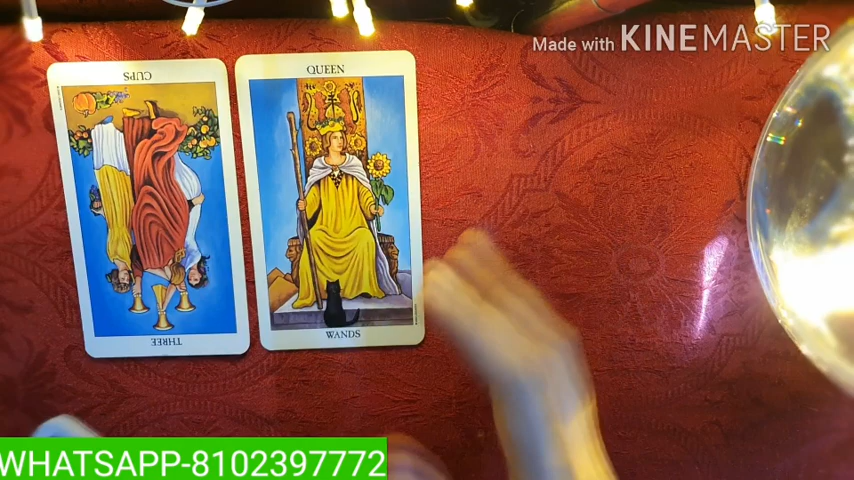 Made with KINEMASTER
CUPS
QUEEN
THREE
WANDS
WHATSAPP-8102397772